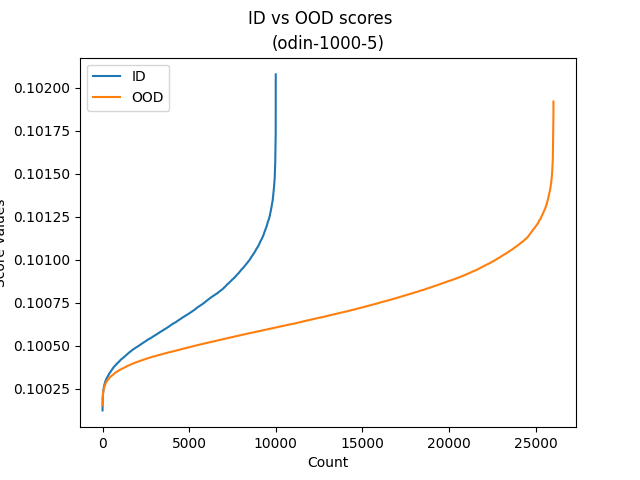 ID vs OOD scores
(odin-1000-5)
ID
OOD
0.10200
0.10175
0.10150
0.10125
0.10100
0.10075
0.10050
0.10025
Score values
0
5000
10000
15000
20000
25000
Count